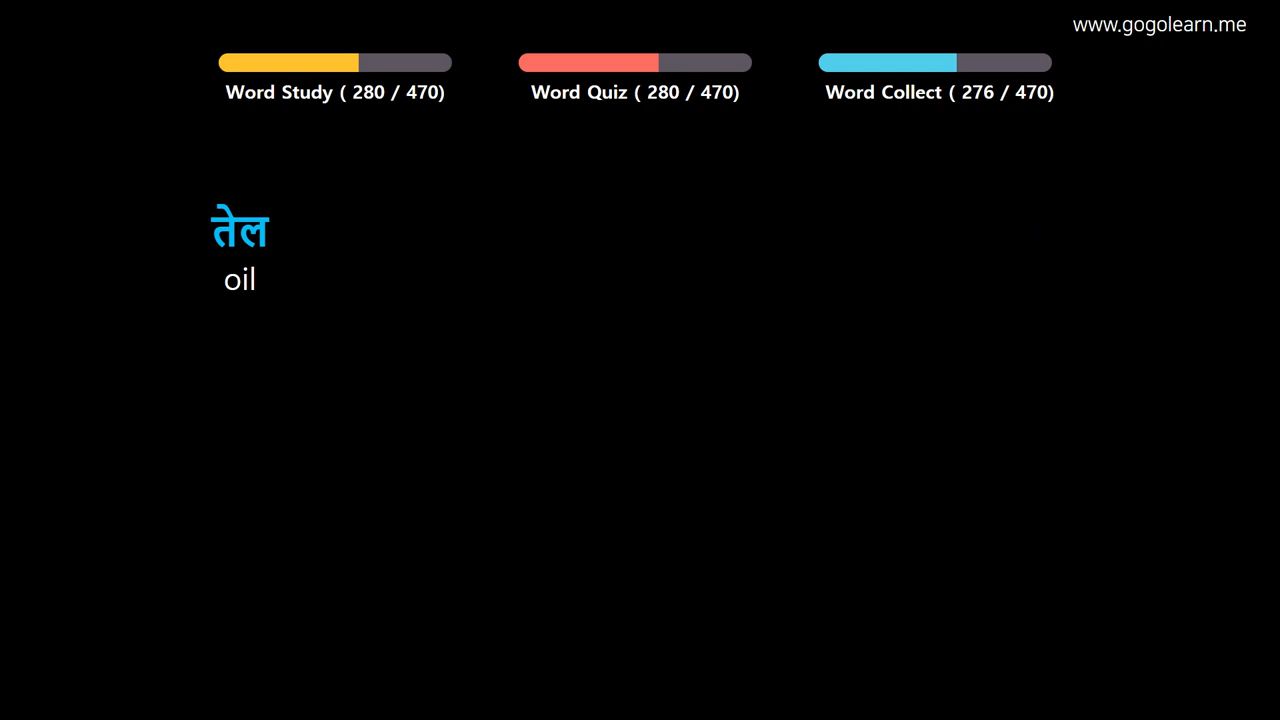 www.gogolearn.me
Word Study ( 280 / 470)
Word Quiz ( 280 / 470)
Word Collect ( 276 / 470)
तेल
oil